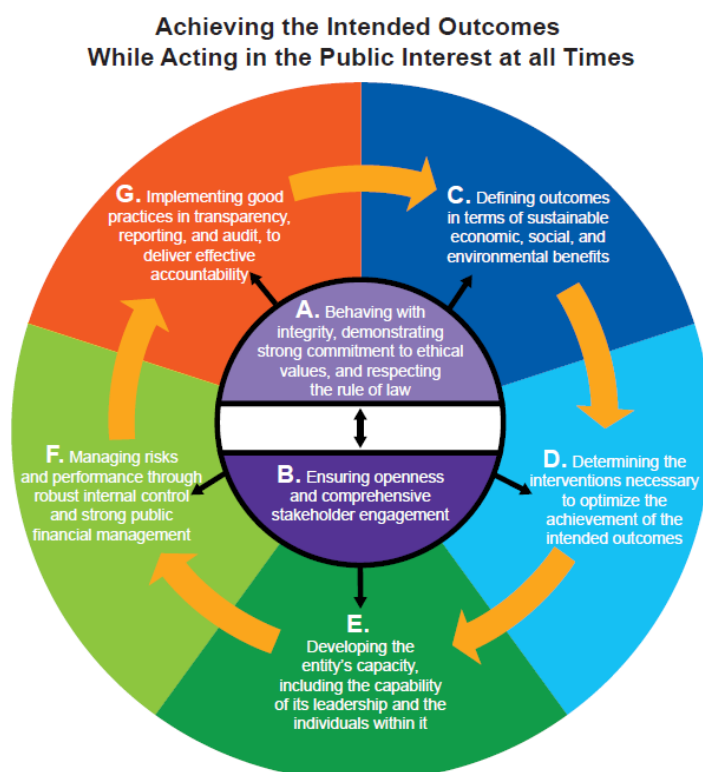 Achieving the Intended Outcomes
While Acting in the Public Interest at all Times
G. Implementing good
practices in transparency,
reporting, and audit, to
deliver effective
accountability
C. Defining outcomes
in terms of sustainable
economic, social, and
environmental benefits
A. Behaving with
integrity, demonstrating
strong commitment to ethical
values, and respecting
the rule of law
B. Ensuring openness
and comprehensive
stakeholder engagement
F. Managing risks
and performance through
robust internal control
and strong public
financial management
D. Determining the
interventions necessary
to optimize the
achievement of the
intended outcomes
E.
Developing the
entity's capacity,
including the capability
of its leadership and the
individuals within it